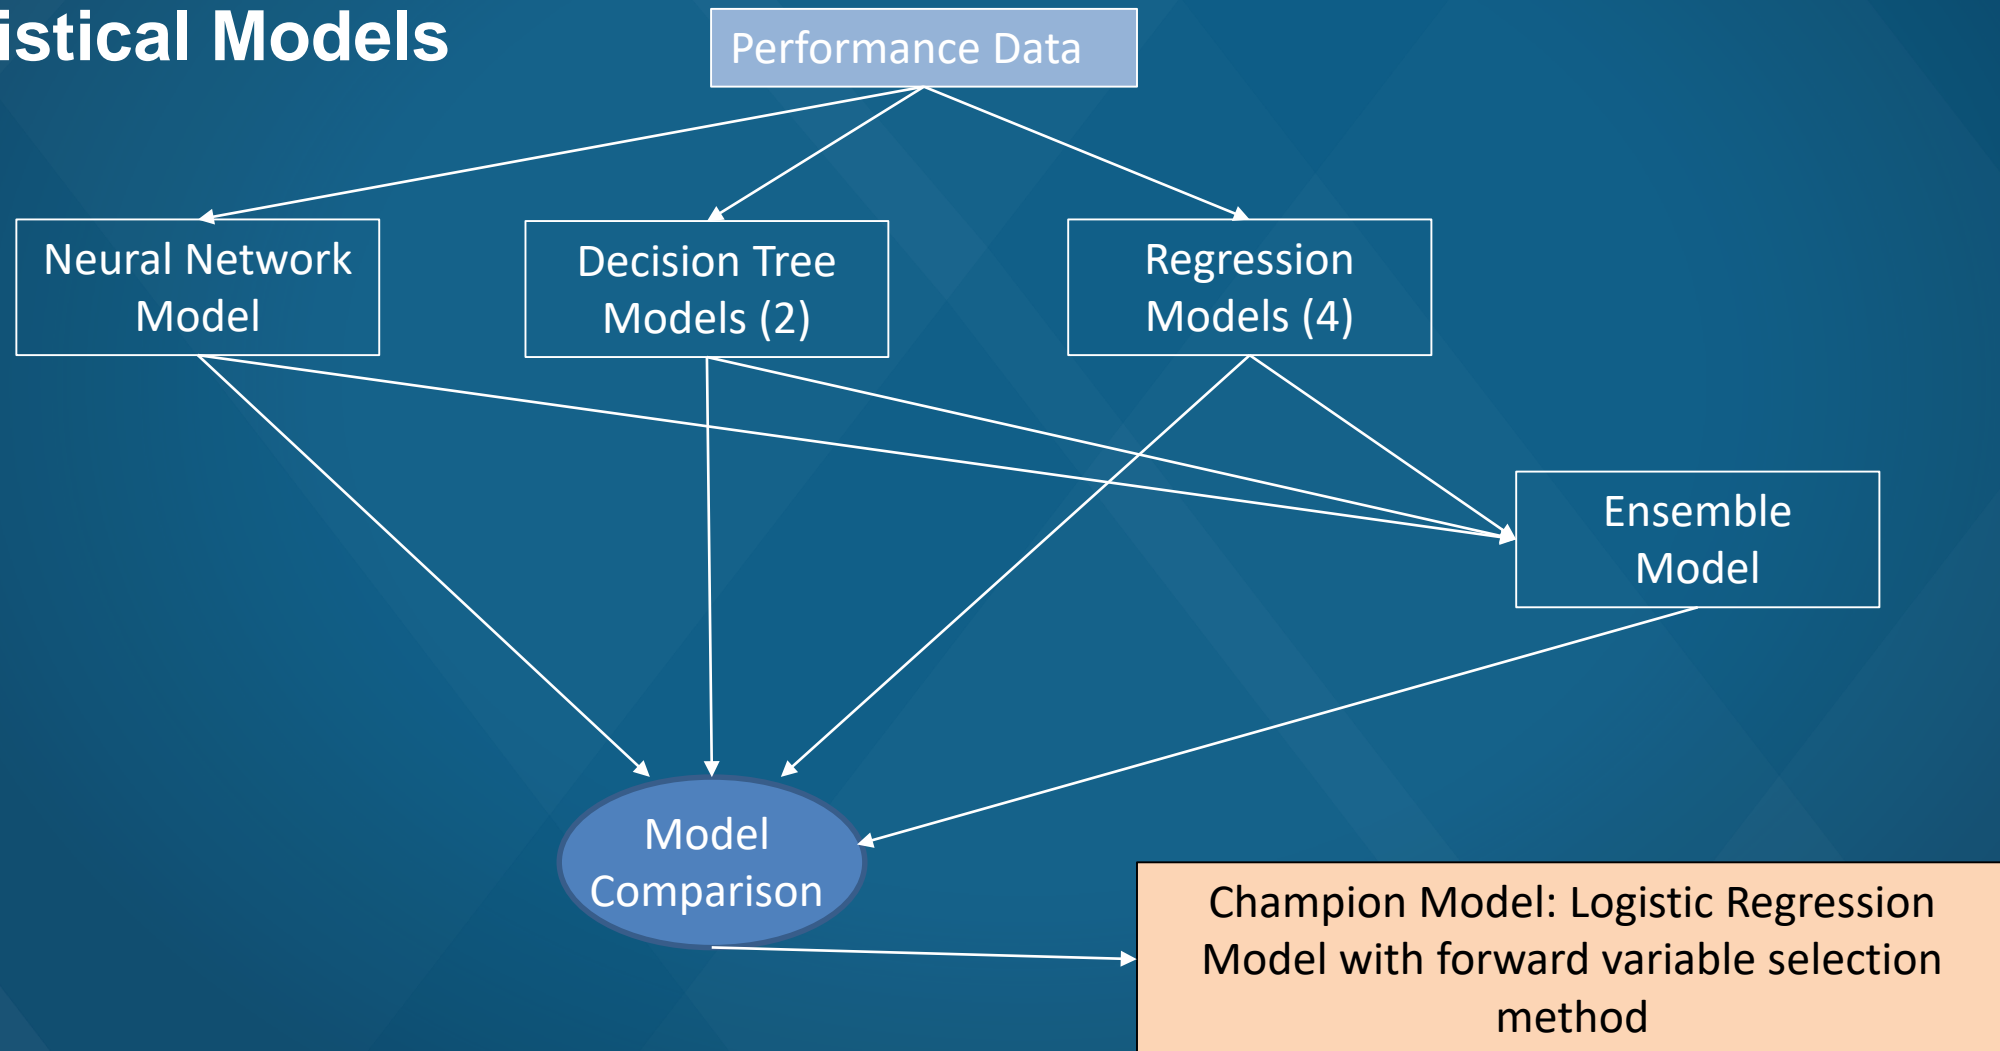 istical Models
Performance Data
Neural Network
Model
Decision Tree
Models (2)
Regression
Models (4)
Ensemble
Model
Model
Comparison
Champion Model: Logistic Regression
Model with forward variable selection
method